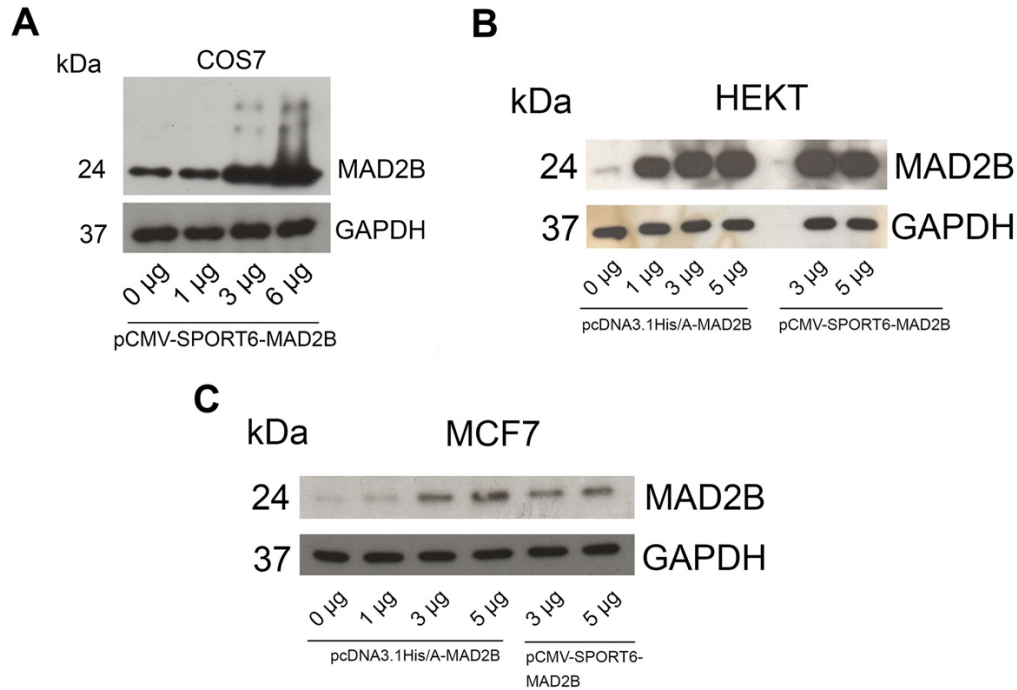 A
COS7
kDa
24
MAD2B
37
GAPDH
0 µg 1 µg 3 µg 6 µg
pCMV-SPORT6-MAD2B
B
HEKT
kDa
24
MAD2B
37
GAPDH
0 µg 1 µg 3 µg 5 µg 3 µg 5 µg
pcDNA3.1His/A-MAD2B pCMV-SPORT6-MAD2B
C
MCF7
kDa
24
MAD2B
37
GAPDH
0 µg 1 µg 3 µg 5 µg 3 µg 5 µg
pcDNA3.1His/A-MAD2B pCMV-SPORT6-
MAD2B